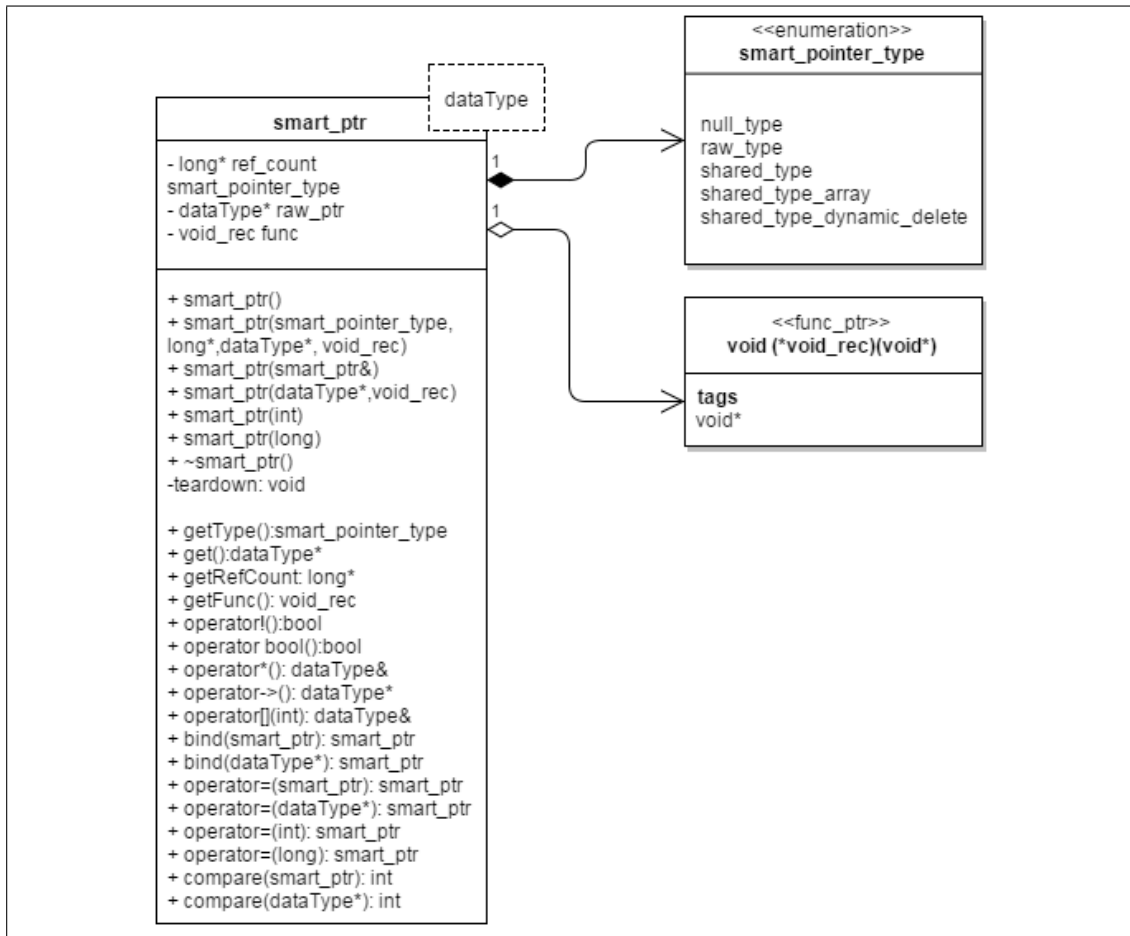 dataType
smart_ptr
- long* ref_count
smart_pointer_type
- dataType* raw_ptr
- void_rec func
+ smart_ptr()
+ smart_ptr(smart_pointer_type,
long*,dataType*, void_rec)
+ smart_ptr(smart_ptr&)
+ smart_ptr(dataType*,void_rec)
+ smart_ptr(int)
+ smart_ptr(long)
+ ~smart_ptr()
-teardown: void
+ getType():smart_pointer_type
+ get():dataType*
+ getRefCount: long*
+ getFunc(): void_rec
+ operator!():bool
+ operator bool():bool
+ operator*(): dataType&
+ operator->(): dataType*
+ operator[](int): dataType&
+ bind(smart_ptr): smart_ptr
+ bind(dataType*): smart_ptr
+ operator=(smart_ptr): smart_ptr
+ operator=(dataType*): smart_ptr
+ operator=(int): smart_ptr
+ operator=(long): smart_ptr
+ compare(smart_ptr): int
+ compare(dataType*): int
1
1
<<enumeration>>
smart_pointer_type
null_type
raw_type
shared_type
shared_type_array
shared_type_dynamic_delete
<<func_ptr>>
void (*void_rec)(void*)
tags
void*